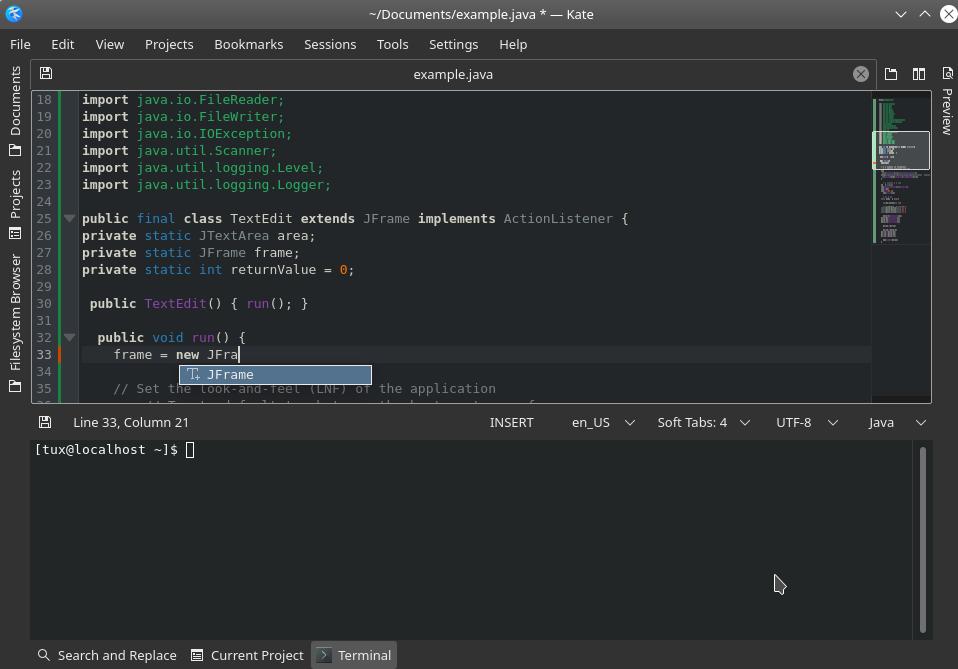 ~/Documents/example.java * — Kate
File Edit View Projects Bookmarks Sessions Tools Settings Help
example.java
Documents
Projects
Filesystem Browser
Preview
18 import java.io.FileReader;
19 import java.io.FileWriter;
20 import java.io.IOException;
21 import java.util.Scanner;
22 import java.util.logging.Level;
23 import java.util.logging.Logger;
24
25 public final class TextEdit extends JFrame implements ActionListener {
26 private static JTextArea area;
27 private static JFrame frame;
28 private static int returnValue = 0;
29
30 public TextEdit() { run(); }
31
32 public void run() {
33 frame = new JFra
JFrame
34
35 // Set the look-and-feel (LNF) of the application
Line 33, Column 21 INSERT en_US Soft Tabs: 4 UTF-8 Java
[tux@localhost ~]$
Search and Replace Current Project Terminal